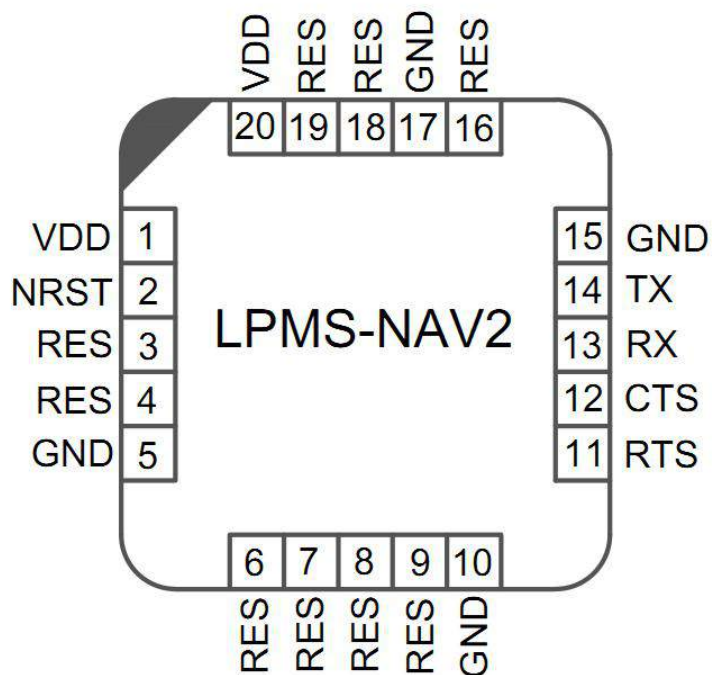 VDD RES RES GND RES
20 19 18 17 16
VDD 1 15 GND
NRST 2 14 TX
RES 3 LPMS-NAV2 13 RX
RES 4 12 CTS
GND 5 11 RTS
6 7 8 9 10
RES RES RES RES GND